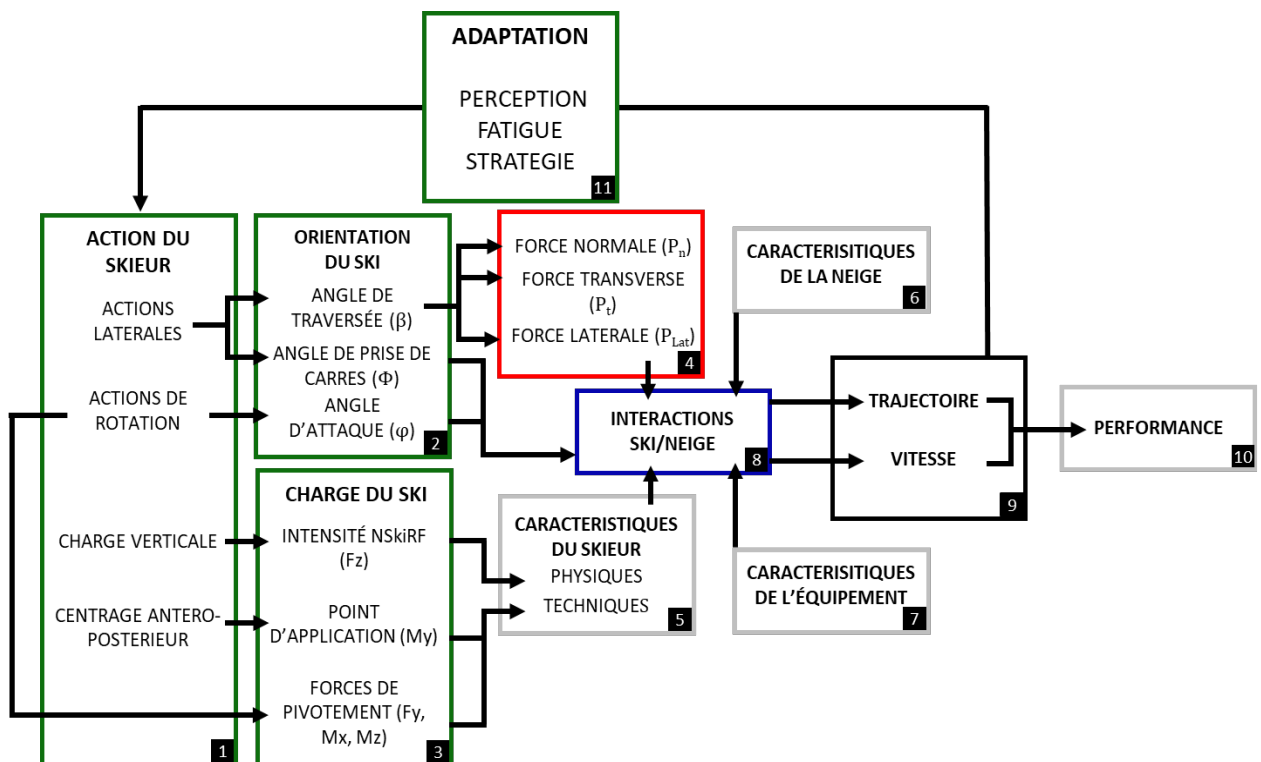 ADAPTATION
PERCEPTION
FATIGUE
STRATEGIE
11
ACTION DU
SKIEUR
ACTIONS
LATERALES
ACTIONS DE
ROTATION
CHARGE VERTICALE
CENTRAGE ANTERO-
POSTERIEUR
1
ORIENTATION
DU SKI
ANGLE DE
TRAVERSÉE (β)
ANGLE DE PRISE DE
CARRES (Φ)
ANGLE
D’ATTAQUE (φ)
2
CHARGE DU SKI
INTENSITÉ NSkiRF
(Fz)
POINT
D’APPLICATION (My)
FORCES DE
PIVOTEMENT (Fy,
Mx, Mz)
3
FORCE NORMALE (Pn)
FORCE TRANSVERSE
(Pt)
FORCE LATERALE (PLat)
4
CARACTERISTIQUES
DU SKIEUR
PHYSIQUES
TECHNIQUES
5
CARACTERISITIQUES
DE LA NEIGE
6
CARACTERISITIQUES
DE L’ÉQUIPEMENT
7
INTERACTIONS
SKI/NEIGE
8
TRAJECTOIRE
VITESSE
9
PERFORMANCE
10